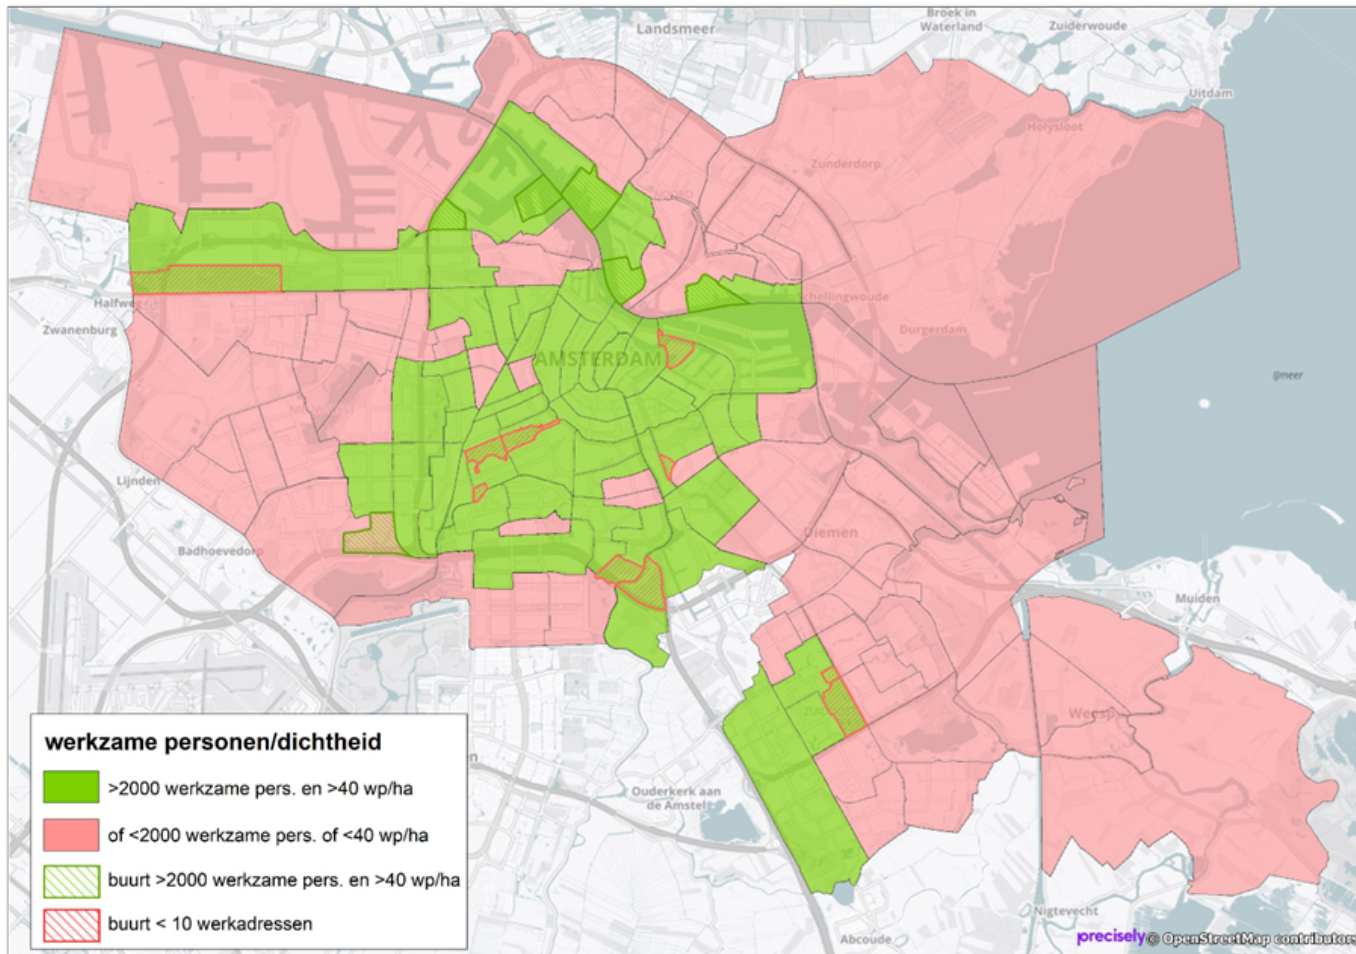 Landsmeer
Broek in
Waterland
Zuiderwoude
Uitdam
Holysloot
Zunderdorp
NOORD
Halfweg
Zwanenburg
Schellingwoude
Durgerdam
AMSTERDAM
IJmeer
Lijnden
Badhoevedorp
Diemen
Muiden
Weesp
Ouderkerk aan
de Amstel
Nigtevecht
Abcoude
werkzame personen/dichtheid
>2000 werkzame pers. en >40 wp/ha
of <2000 werkzame pers. of <40 wp/ha
buurt >2000 werkzame pers. en >40 wp/ha
buurt < 10 werkadressen
precisely © OpenStreetMap contributors